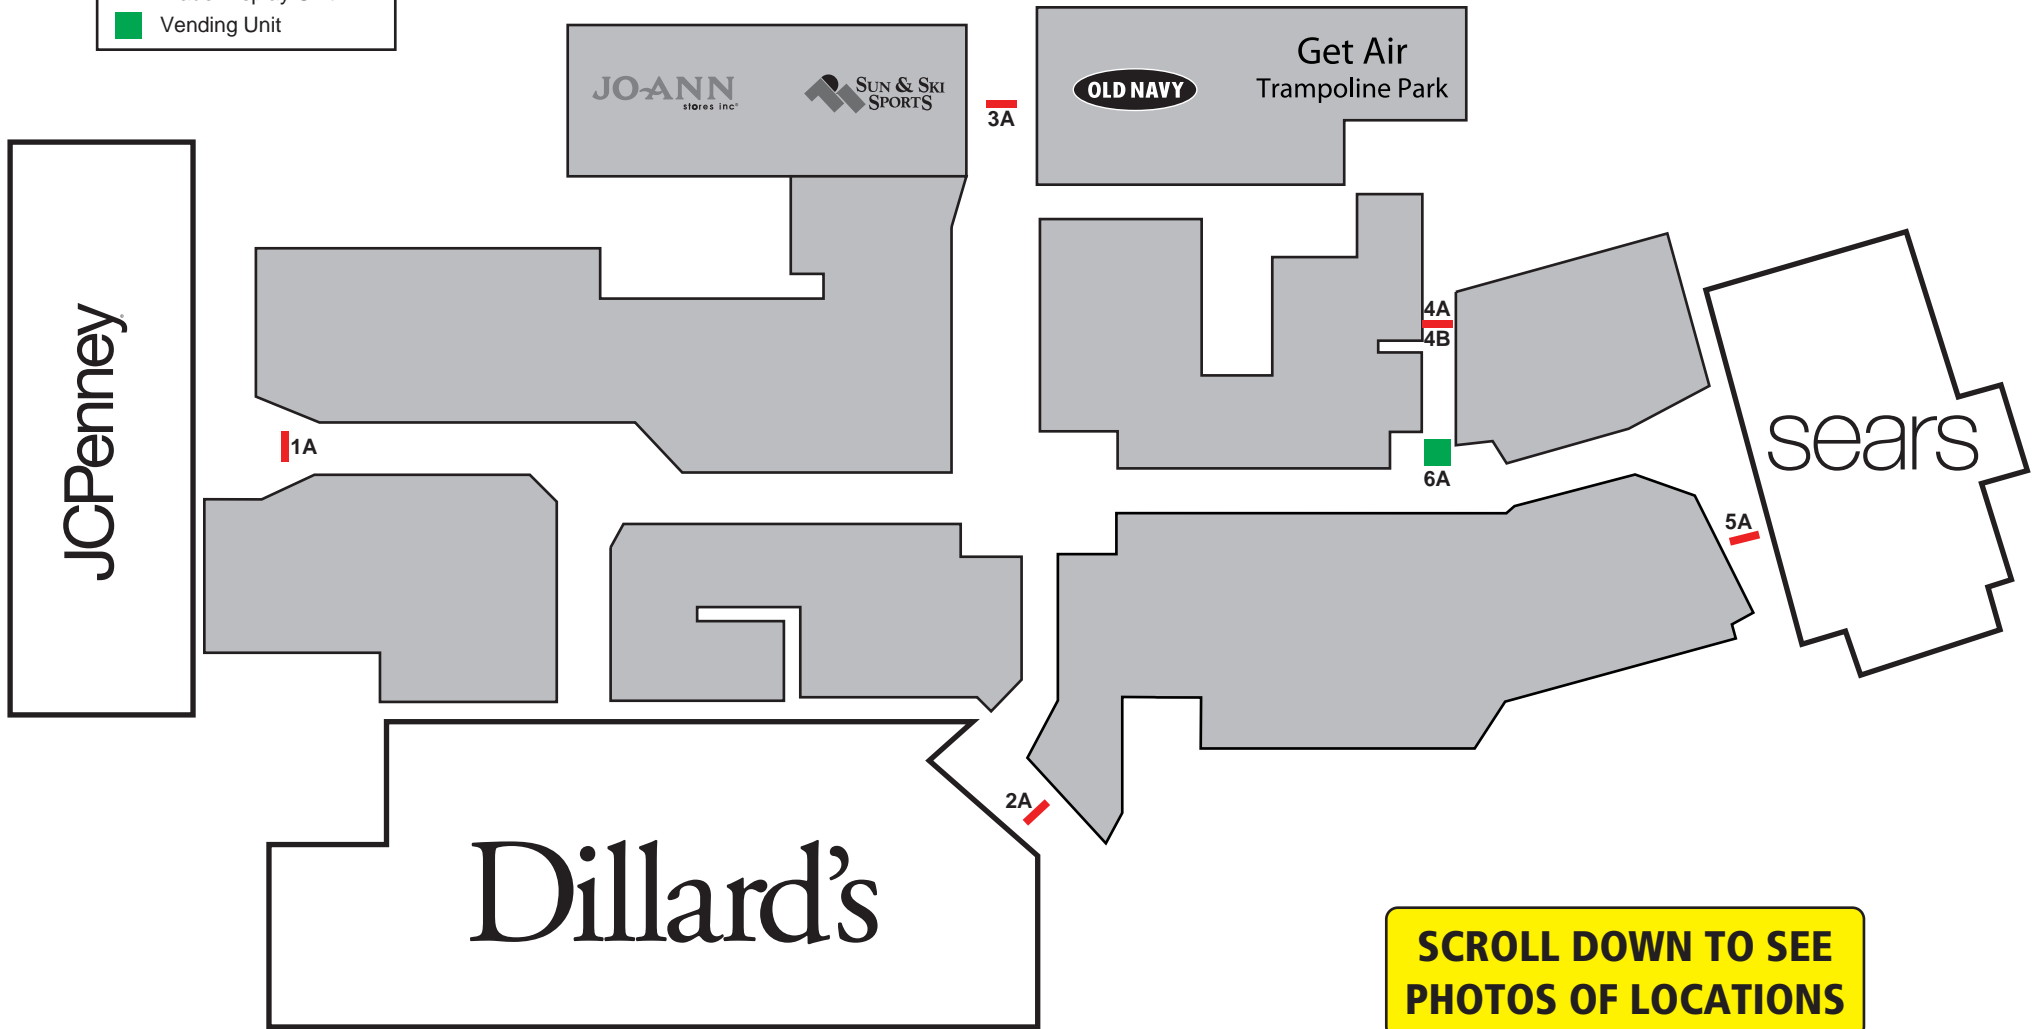 Vending Unit
JO-ANN
stores inc
SUN & SKI
SPORTS
3A
OLD NAVY
Get Air
Trampoline Park
JCPenney
4A
4B
1A
sears
6A
5A
2A
Dillard's
SCROLL DOWN TO SEE
PHOTOS OF LOCATIONS